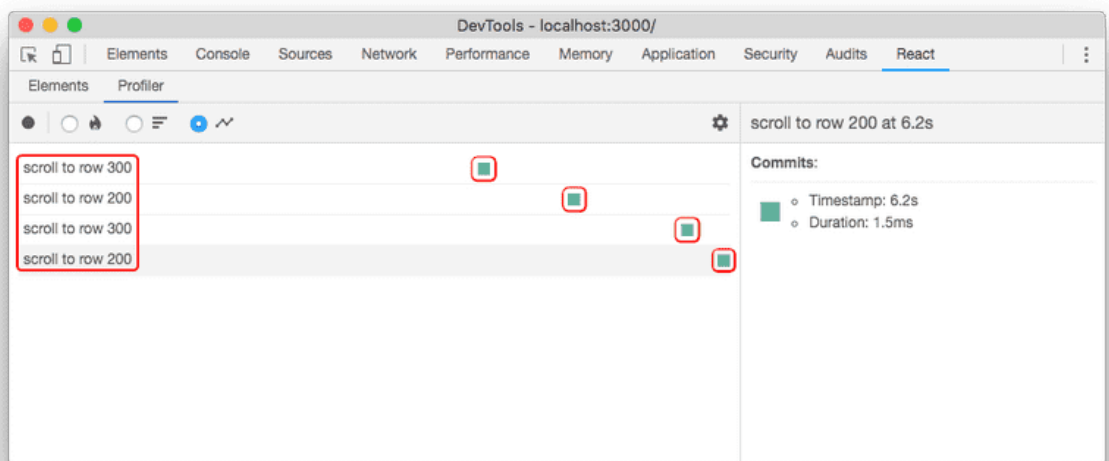 DevTools - localhost:3000/
Elements Console Sources Network Performance Memory Application Security Audits React
Elements Profiler
scroll to row 200 at 6.2s
scroll to row 300
scroll to row 200
scroll to row 300
scroll to row 200
Commits:
Timestamp: 6.2s
Duration: 1.5ms